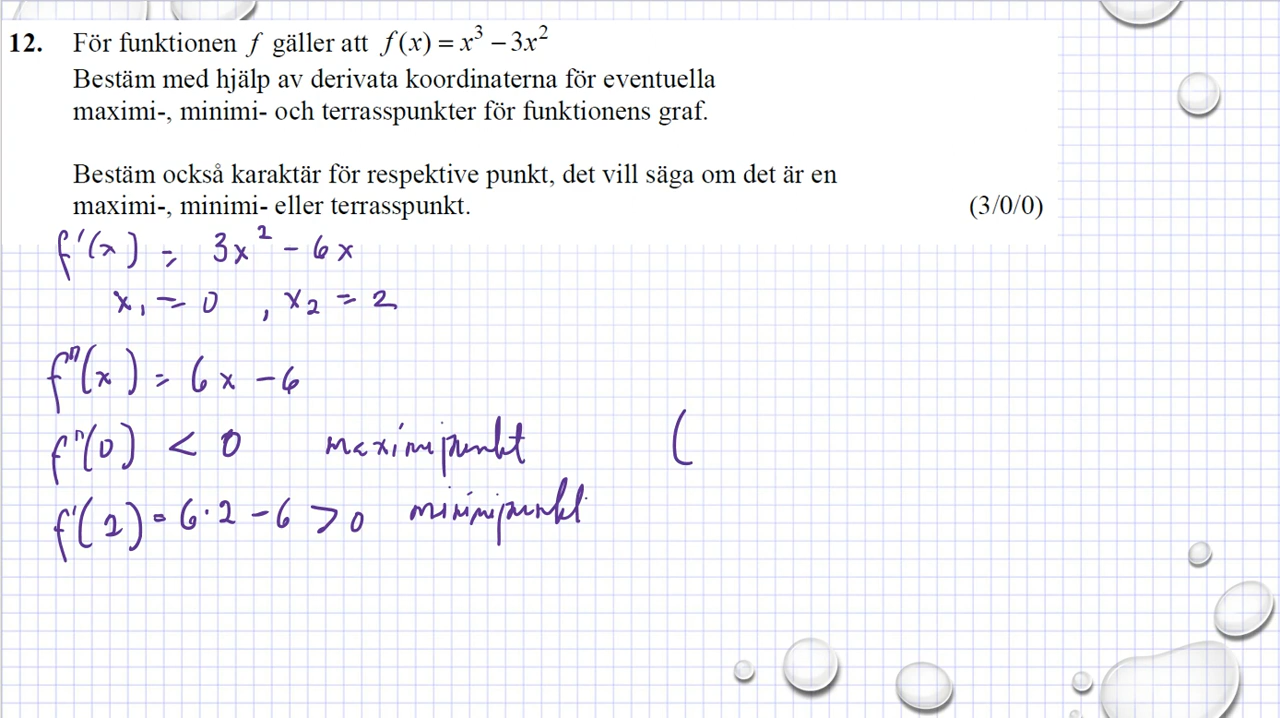 12. För funktionen f gäller att f(x) = x³ − 3x²
Bestäm med hjälp av derivata koordinaterna för eventuella
maximi-, minimi- och terrasspunkter för funktionens graf.
Bestäm också karaktär för respektive punkt, det vill säga om det är en
maximi-, minimi- eller terrasspunkt. (3/0/0)
f'(x) = 3x² − 6x
x₁ = 0 , x₂ = 2
f"(x) = 6x − 6
f"(0) < 0 maximipunkt (
f'(2) = 6·2 − 6 > 0 minimipunkt